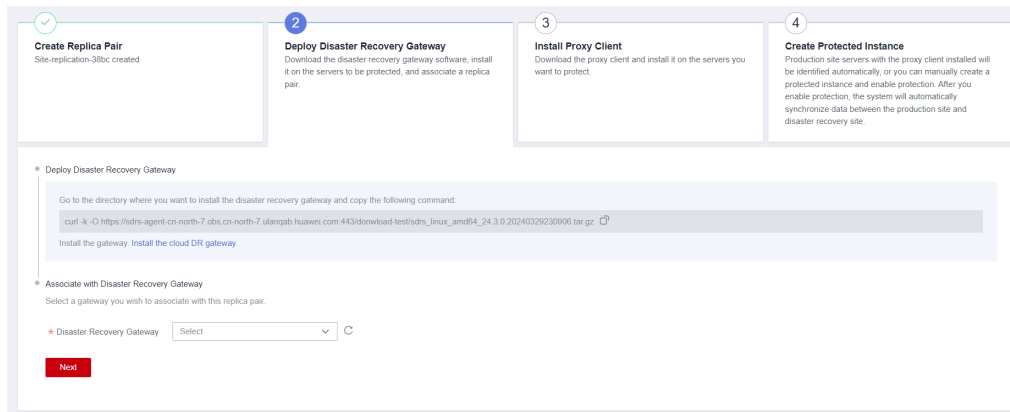 2
3
4
Create Replica Pair
Site-replication-38bc created
Deploy Disaster Recovery Gateway
Download the disaster recovery gateway software, install
it on the servers to be protected, and associate a replica
pair.
Install Proxy Client
Download the proxy client and install it on the servers you
want to protect.
Create Protected Instance
Production site servers with the proxy client installed will
be identified automatically, or you can manually create a
protected instance and enable protection. After you
enable protection, the system will automatically
synchronize data between the production site and
disaster recovery site.
Deploy Disaster Recovery Gateway
Go to the directory where you want to install the disaster recovery gateway and copy the following command:
curl -k -O https://sdrs-agent-cn-north-7.obs.cn-north-7.ulanqab.huawei.com:443/donwload-test/sdrs_linux_amd64_24.3.0.20240329230906.tar.gz
Install the gateway. Install the cloud DR gateway.
Associate with Disaster Recovery Gateway
Select a gateway you wish to associate with this replica pair.
* Disaster Recovery Gateway
Select
Next